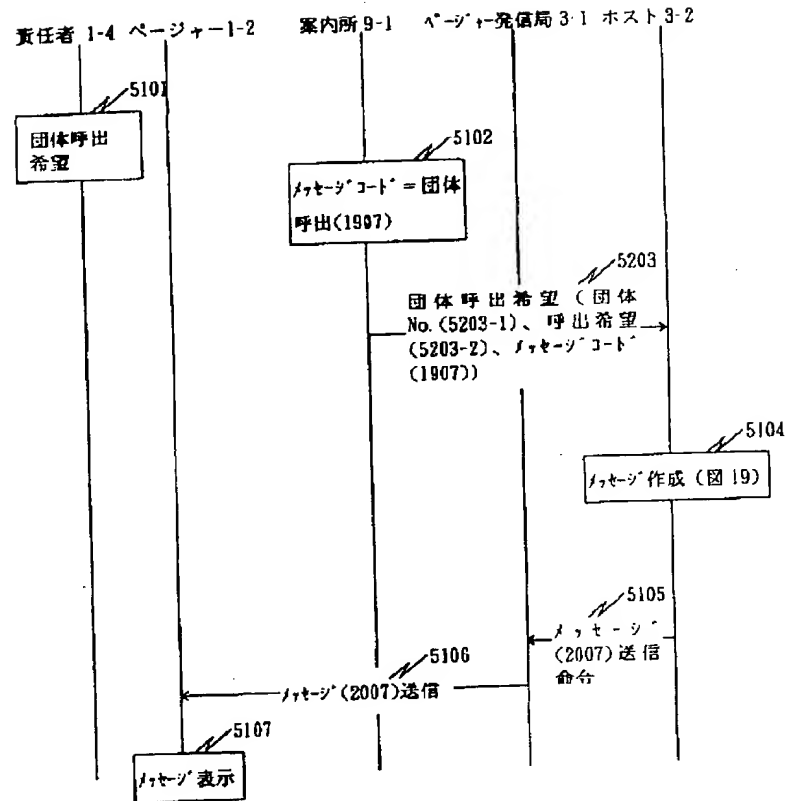 責任者 1-4 ページャー1-2 案内所 9-1 ページャー発信局 3-1 ホスト 3-2
5101
団体呼出
希望
5102
メッセージコード＝団体
呼出(1907)
5203
団体呼出希望（団体
No.(5203-1)、呼出希望
(5203-2)、メッセージコード
(1907))
5104
メッセージ作成（図 19）
5105
メッセージ
(2007)送信
命令
5106
メッセージ(2007)送信
5107
メッセージ表示